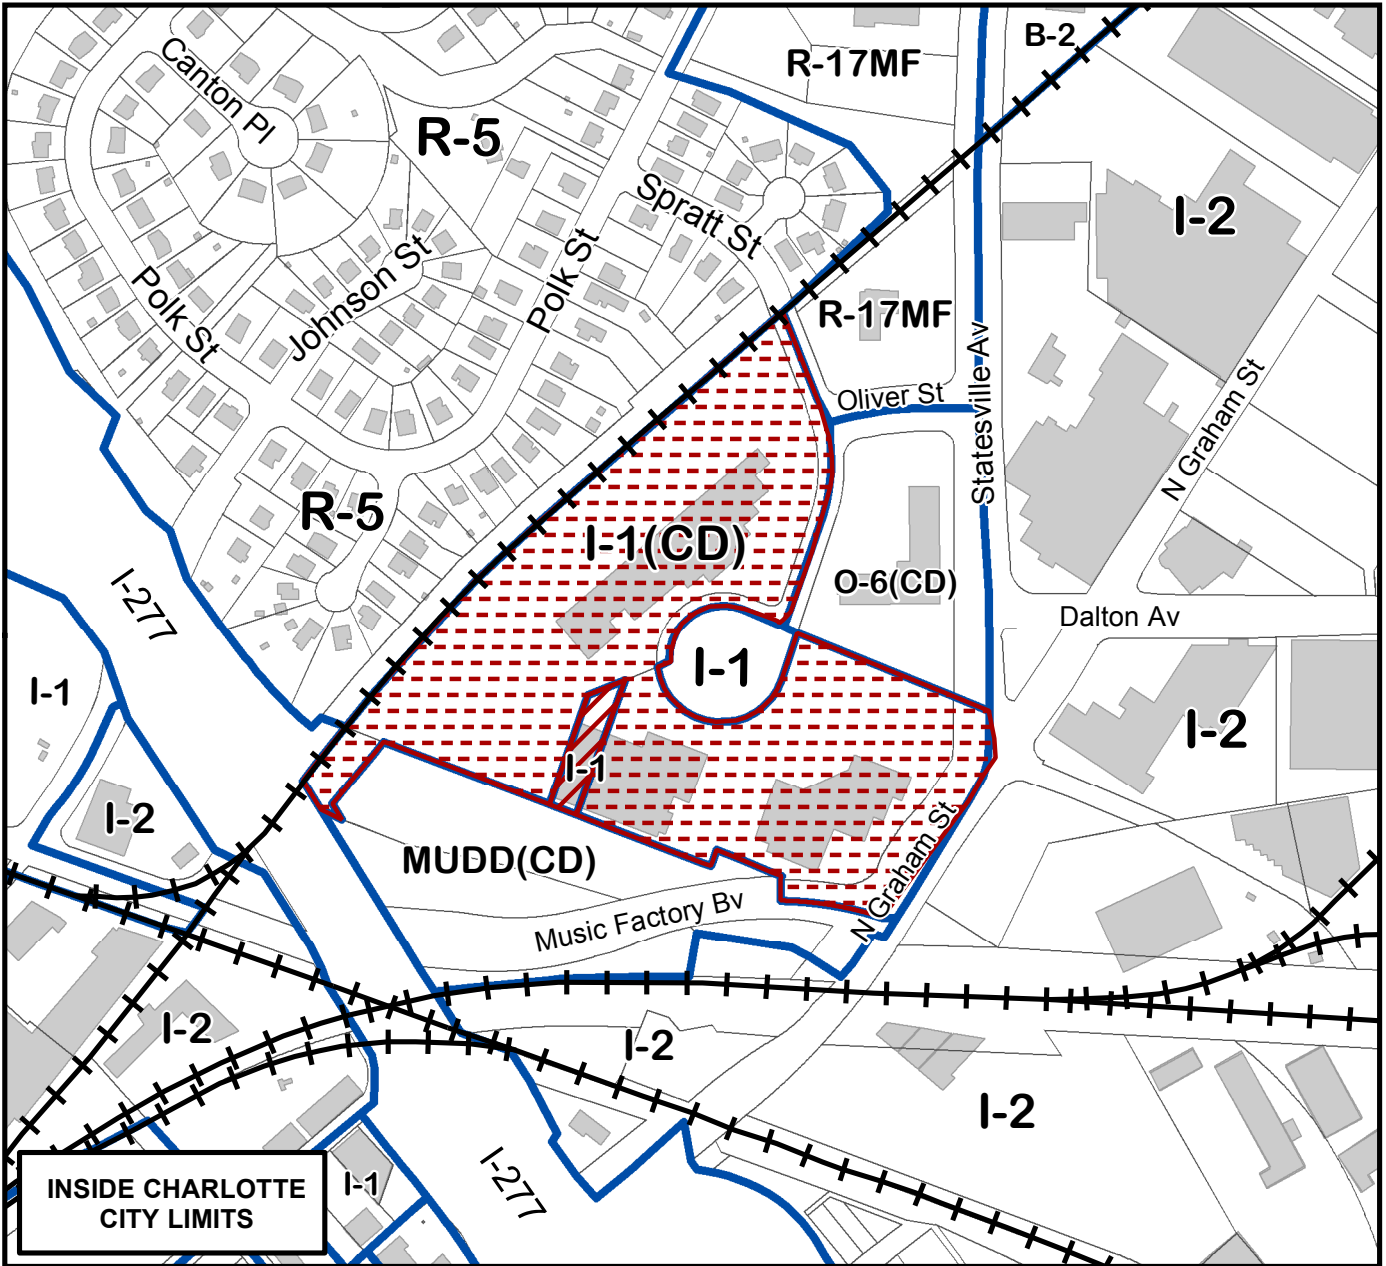 B-2
R-17MF
Canton Pl
R-5
Spratt St
I-2
Polk St
Johnson St
Polk St
R-17MF
Statesville Av
Oliver St
N Graham St
R-5
I-1(CD)
O-6(CD)
I-277
Dalton Av
I-1
I-1
I-2
I-1
I-2
MUDD(CD)
N Graham St
Music Factory Bv
I-2
I-2
I-2
I-277
I-1
INSIDE CHARLOTTE
CITY LIMITS